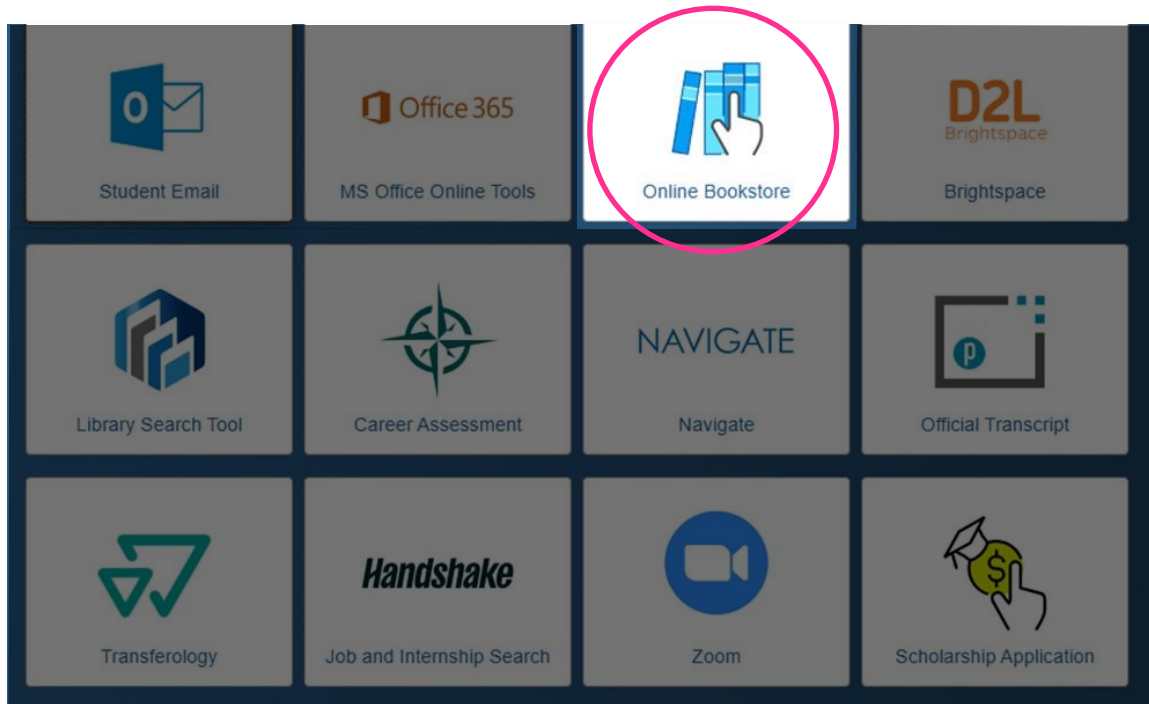 O
Office 365
D2L
Brightspace
Student Email
MS Office Online Tools
Online Bookstore
Brightspace
NAVIGATE
p
Library Search Tool
Career Assessment
Navigate
Official Transcript
Handshake
$
Transferology
Job and Internship Search
Zoom
Scholarship Application